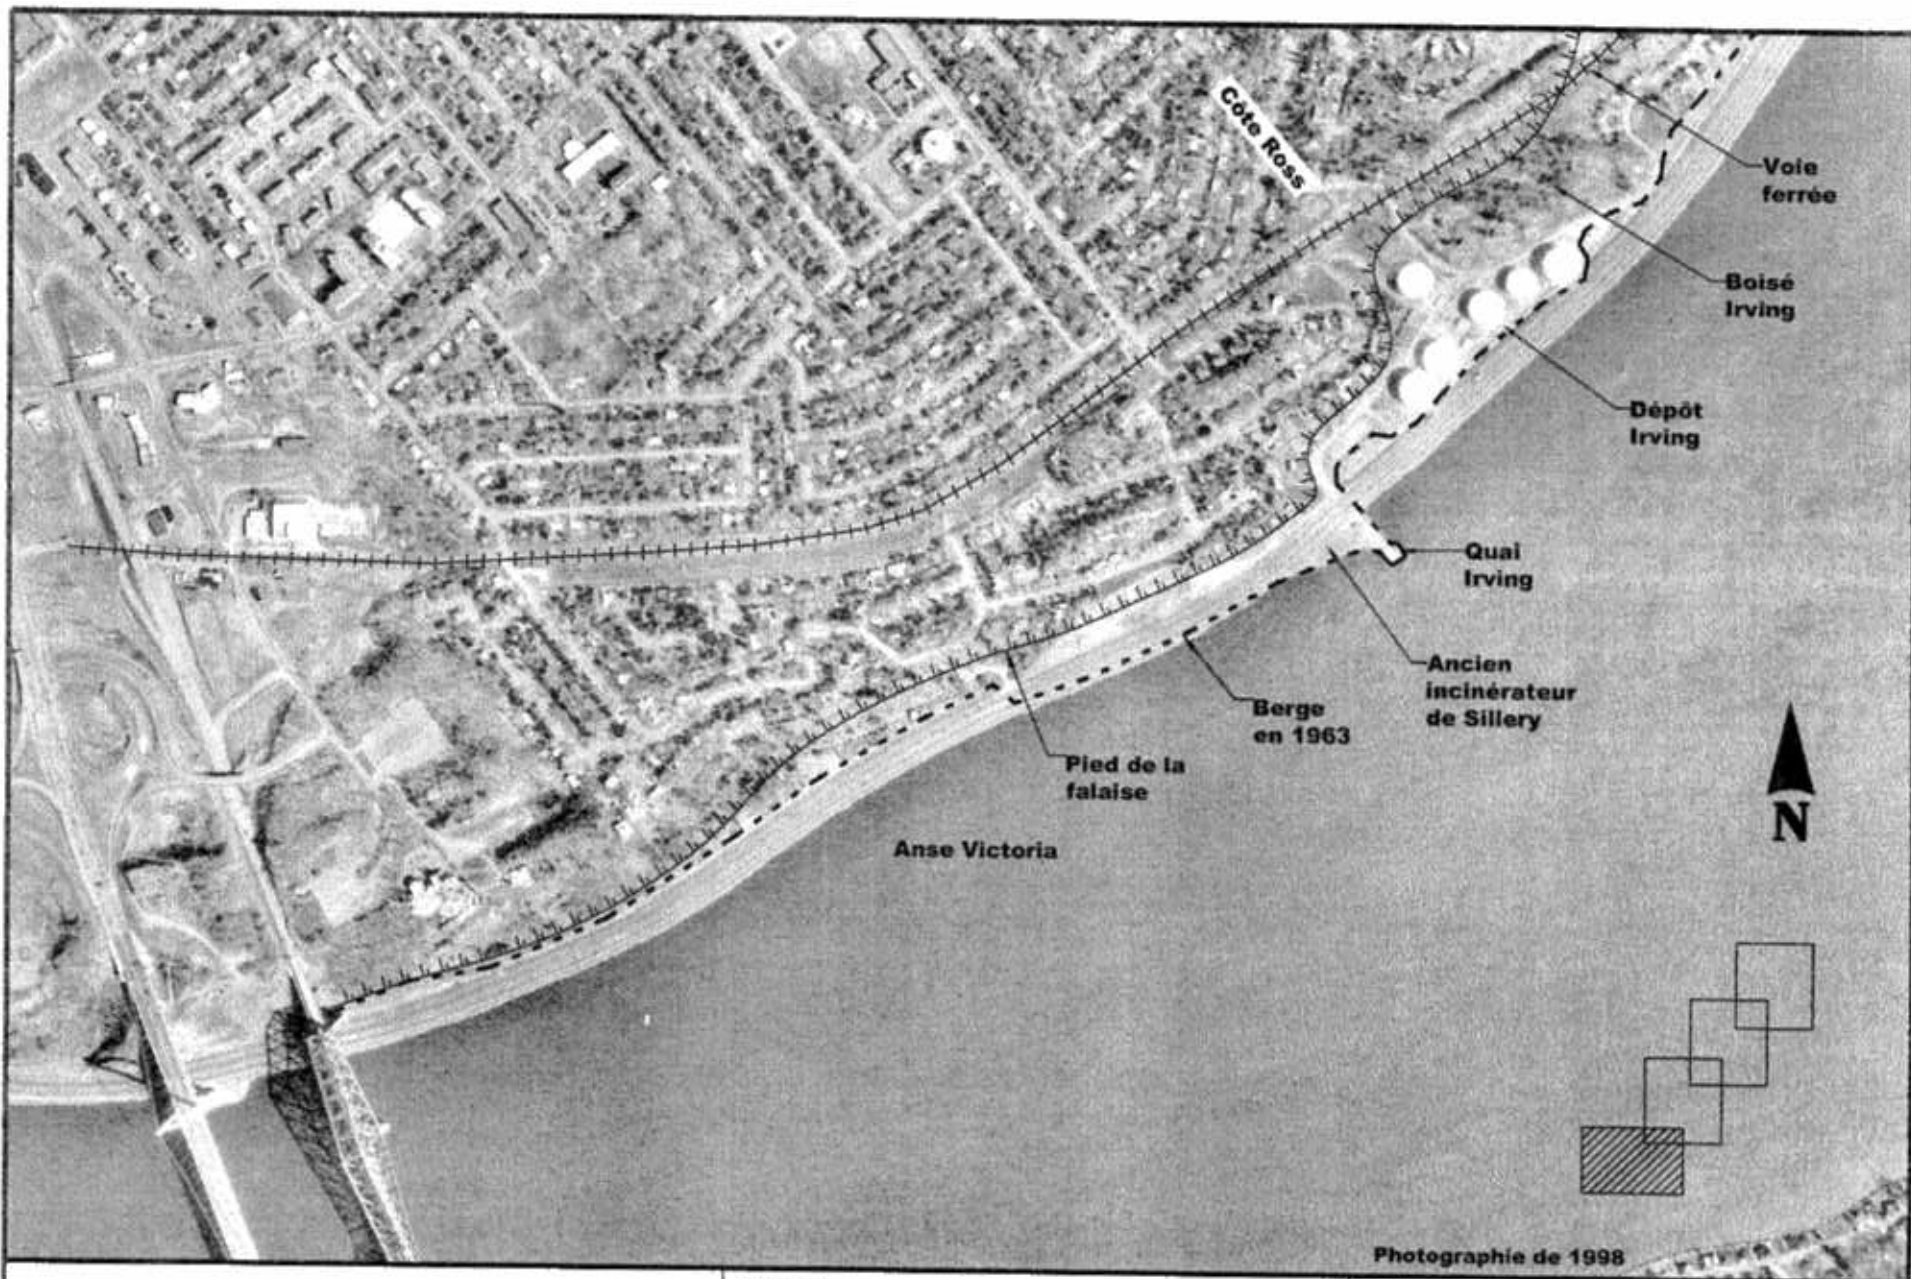 Côte Ross
Voie
ferrée
Boisé
Irving
Dépôt
Irving
Quai
Irving
Ancien
incinérateur
de Sillery
Berge
en 1963
Pied de la
falaise
Anse Victoria
N
Photographie de 1998